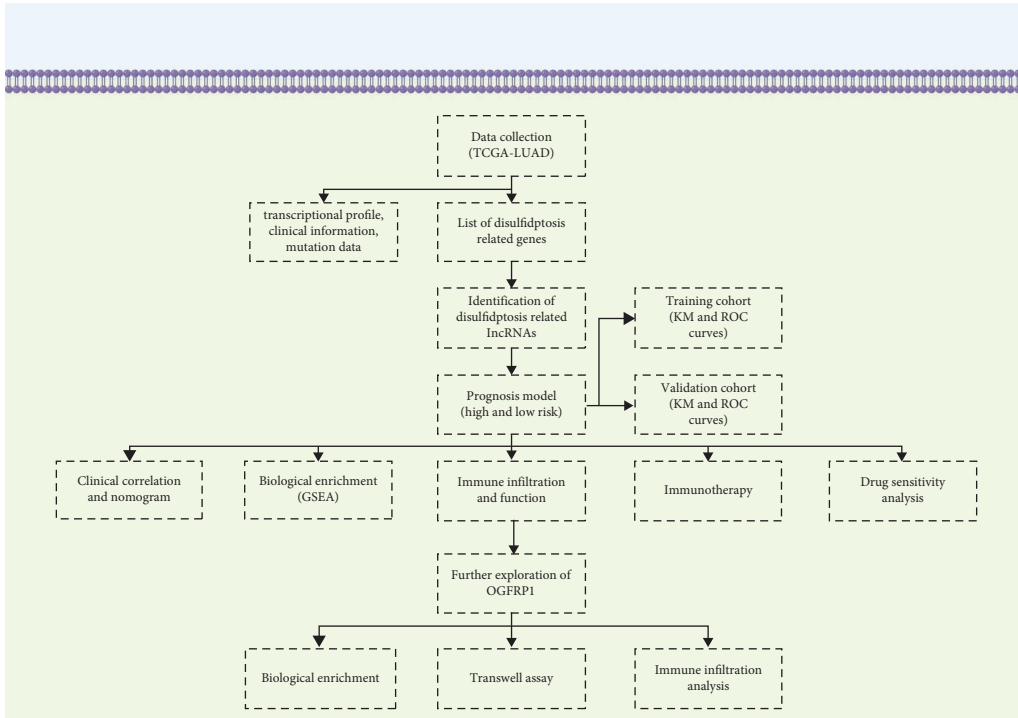 Data collection
(TCGA-LUAD)
transcriptional profile,
clinical information,
mutation data
List of disulfidptosis
related genes
Identification of
disulfidptosis related
lncRNAs
Training cohort
(KM and ROC
curves)
Prognosis model
(high and low risk)
Validation cohort
(KM and ROC
curves)
Clinical correlation
and nomogram
Biological enrichment
(GSEA)
Immune infiltration
and function
Immunotherapy
Drug sensitivity
analysis
Further exploration of
OGFRP1
Biological enrichment
Transwell assay
Immune infiltration
analysis